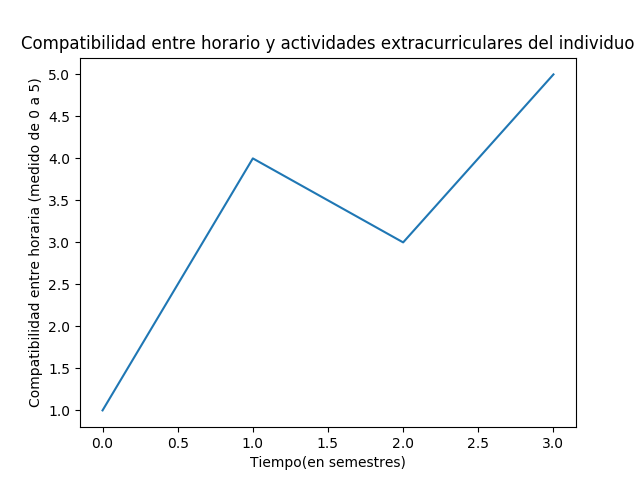 Compatibilidad entre horario y actividades extracurriculares del individuo
Compatibilidad entre horaria (medido de 0 a 5)
5.0
4.5
4.0
3.5
3.0
2.5
2.0
1.5
1.0
0.0 0.5 1.0 1.5 2.0 2.5 3.0
Tiempo(en semestres)